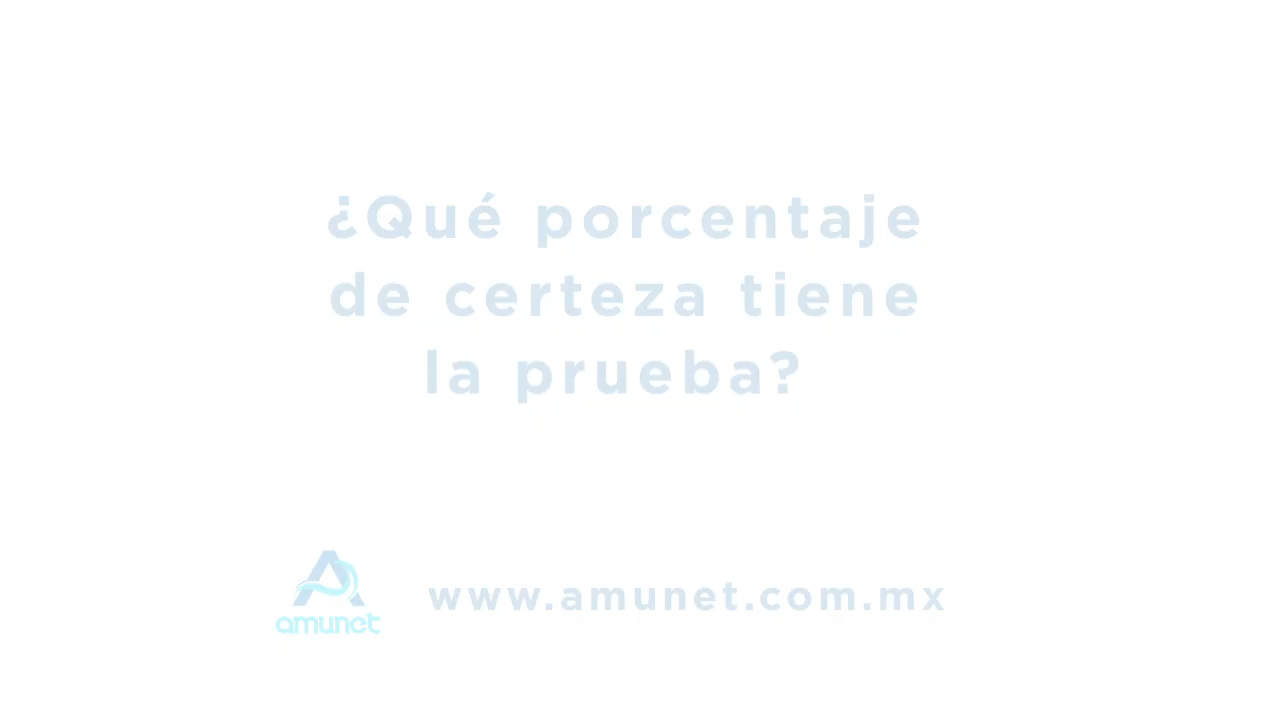 ¿Qué porcentaje
de certeza tiene
la prueba?
amunet
www.amunet.com.mx